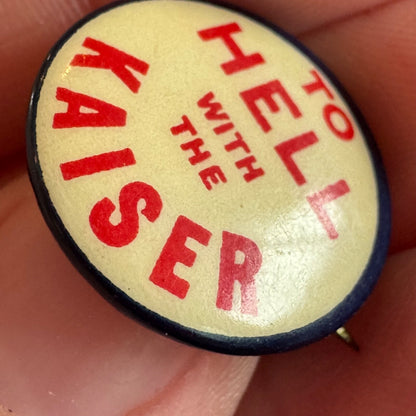 TO
HELL
WITH
THE
KAISER